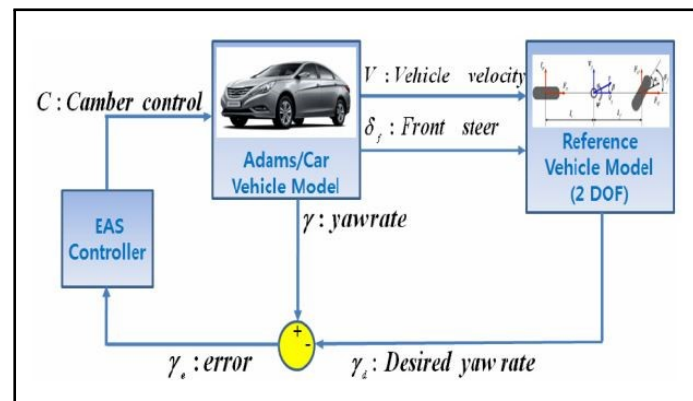 C : Camber control
V : Vehicle velocity
δf : Front steer
Adams/Car
Vehicle Model
Reference
Vehicle Model
(2 DOF)
EAS
Controller
γ : yawrate
+
-
γe : error
γd : Desired yaw rate